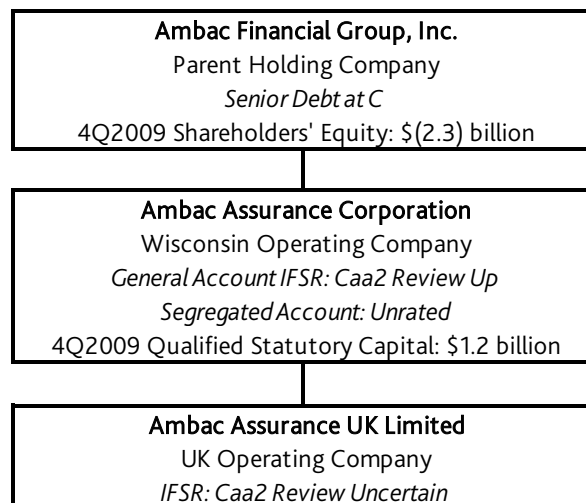 Ambac Financial Group, Inc.
Parent Holding Company
Senior Debt at C
4Q2009 Shareholders' Equity: $(2.3) billion
Ambac Assurance Corporation
Wisconsin Operating Company
General Account IFSR: Caa2 Review Up
Segregated Account: Unrated
4Q2009 Qualified Statutory Capital: $1.2 billion
Ambac Assurance UK Limited
UK Operating Company
IFSR: Caa2 Review Uncertain